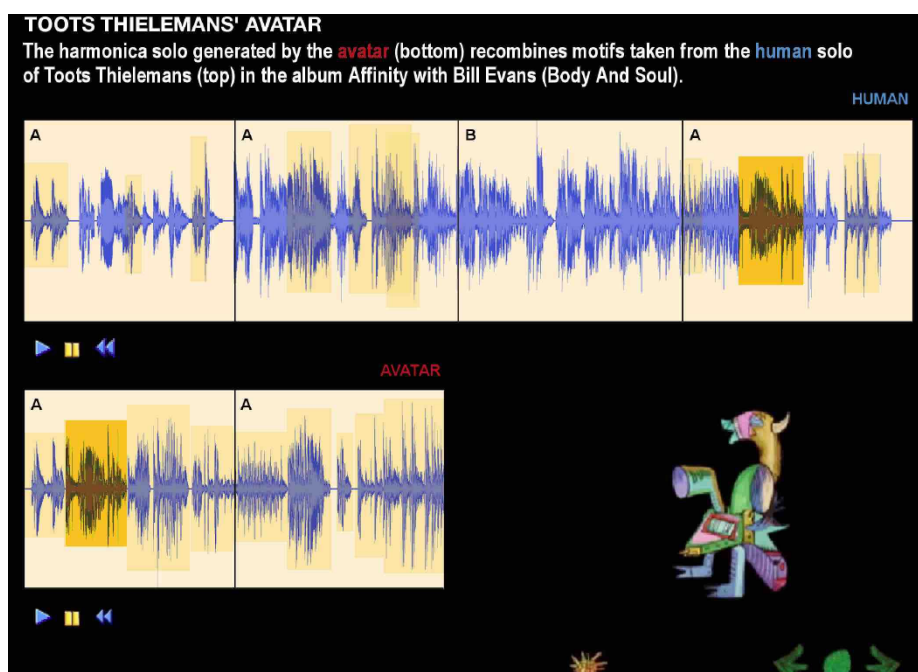 TOOTS THIELEMANS' AVATAR
The harmonica solo generated by the avatar (bottom) recombines motifs taken from the human solo
of Toots Thielemans (top) in the album Affinity with Bill Evans (Body And Soul).
HUMAN
A A B A
AVATAR
A A